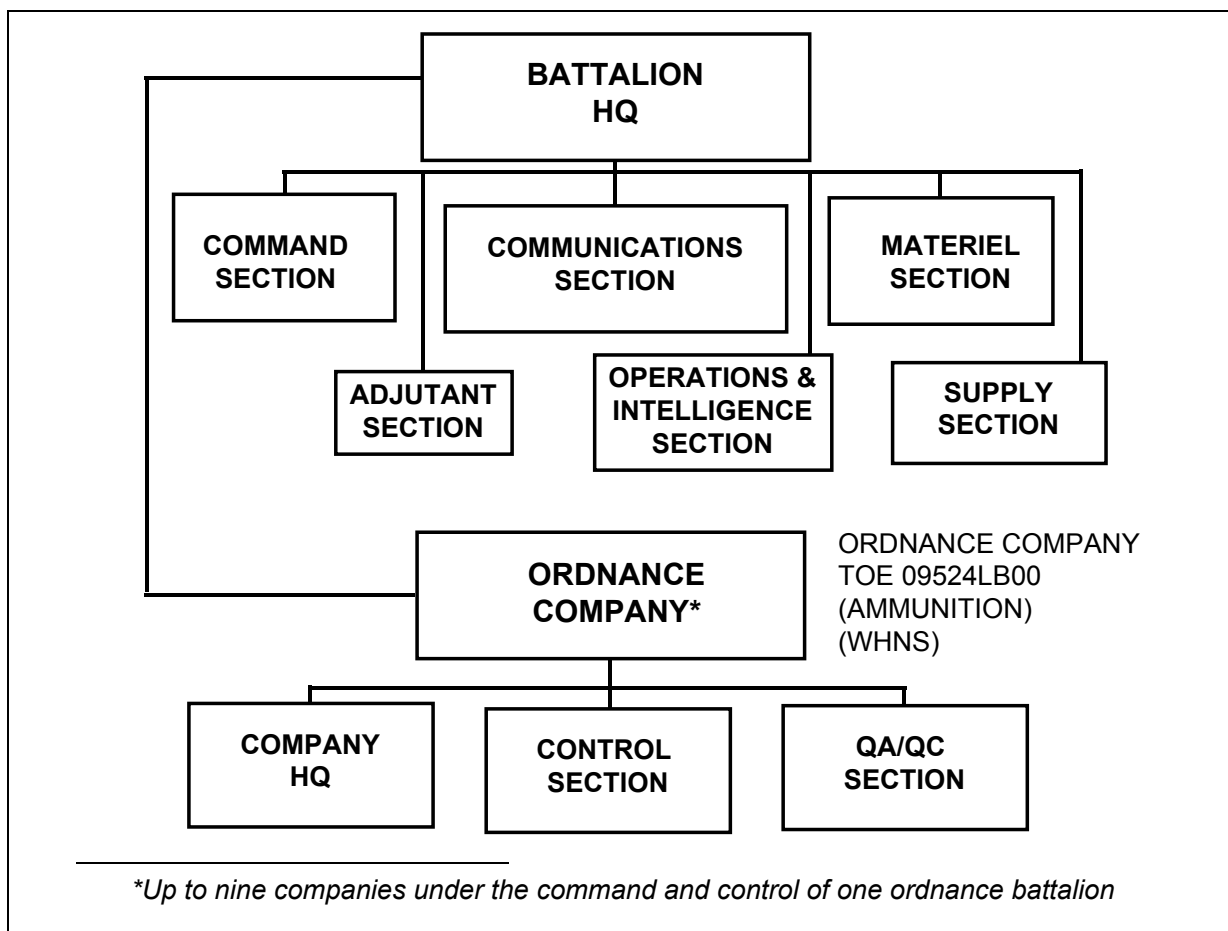 BATTALION
HQ
COMMAND
SECTION
COMMUNICATIONS
SECTION
MATERIEL
SECTION
ADJUTANT
SECTION
OPERATIONS &
INTELLIGENCE
SECTION
SUPPLY
SECTION
ORDNANCE
COMPANY*
ORDNANCE COMPANY
TOE 09524LB00
(AMMUNITION)
(WHNS)
COMPANY
HQ
CONTROL
SECTION
QA/QC
SECTION
*Up to nine companies under the command and control of one ordnance battalion